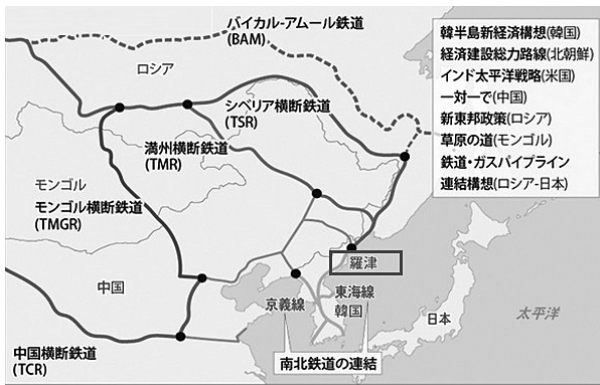 バイカル-アムール鉄道
(BAM)
ロシア
シベリア横断鉄道
(TSR)
満州横断鉄道
(TMR)
モンゴル
モンゴル横断鉄道
(TMGR)
中国
中国横断鉄道
(TCR)
羅津
京義線
東海線
韓国
南北鉄道の連結
日本
太平洋
韓半島新経済構想(韓国)
経済建設総力路線(北朝鮮)
インド太平洋戦略(米国)
一対一で(中国)
新東邦政策(ロシア)
草原の道(モンゴル)
鉄道・ガスパイプライン
連結構想(ロシア-日本)